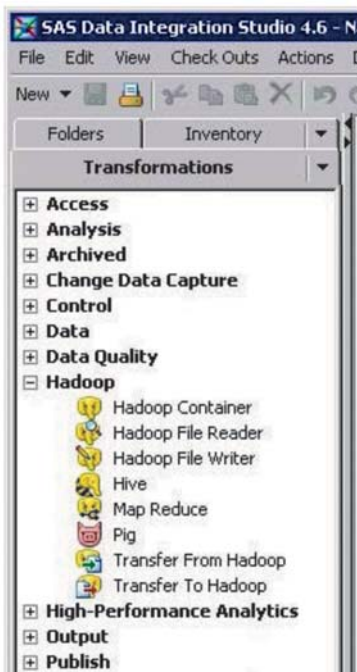 SAS Data Integration Studio 4.6 - N
File Edit View Check Outs Actions
New
Folders Inventory
Transformations
Access
Analysis
Archived
Change Data Capture
Control
Data
Data Quality
Hadoop
Hadoop Container
Hadoop File Reader
Hadoop File Writer
Hive
Map Reduce
Pig
Transfer From Hadoop
Transfer To Hadoop
High-Performance Analytics
Output
Publish